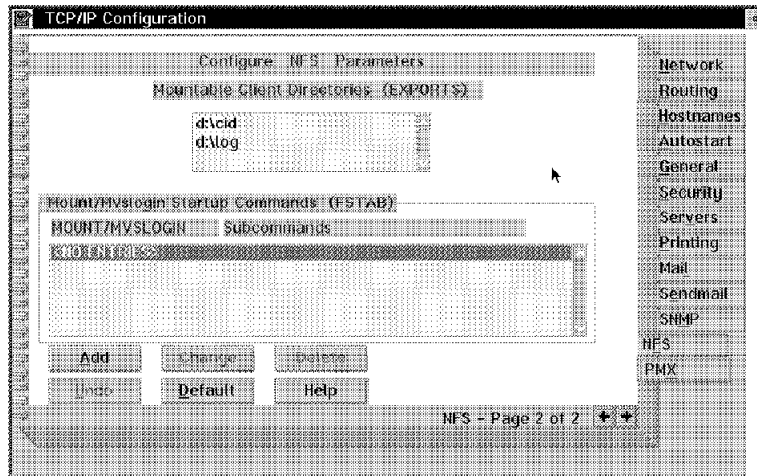 TCP/IP Configuration
Configure NFS Parameters
Mountable Client Directories (EXPORTS)
d:\cid
d:\log
Mount/Mvslogin Startup Commands (FSTAB)
MOUNT/MVSLOGIN Subcommands
<NO ENTRIES>
Add Change Delete
Undo Default Help
NFS - Page 2 of 2
Network
Routing
Hostnames
Autostart
General
Security
Servers
Printing
Mail
Sendmail
SNMP
NFS
PMX